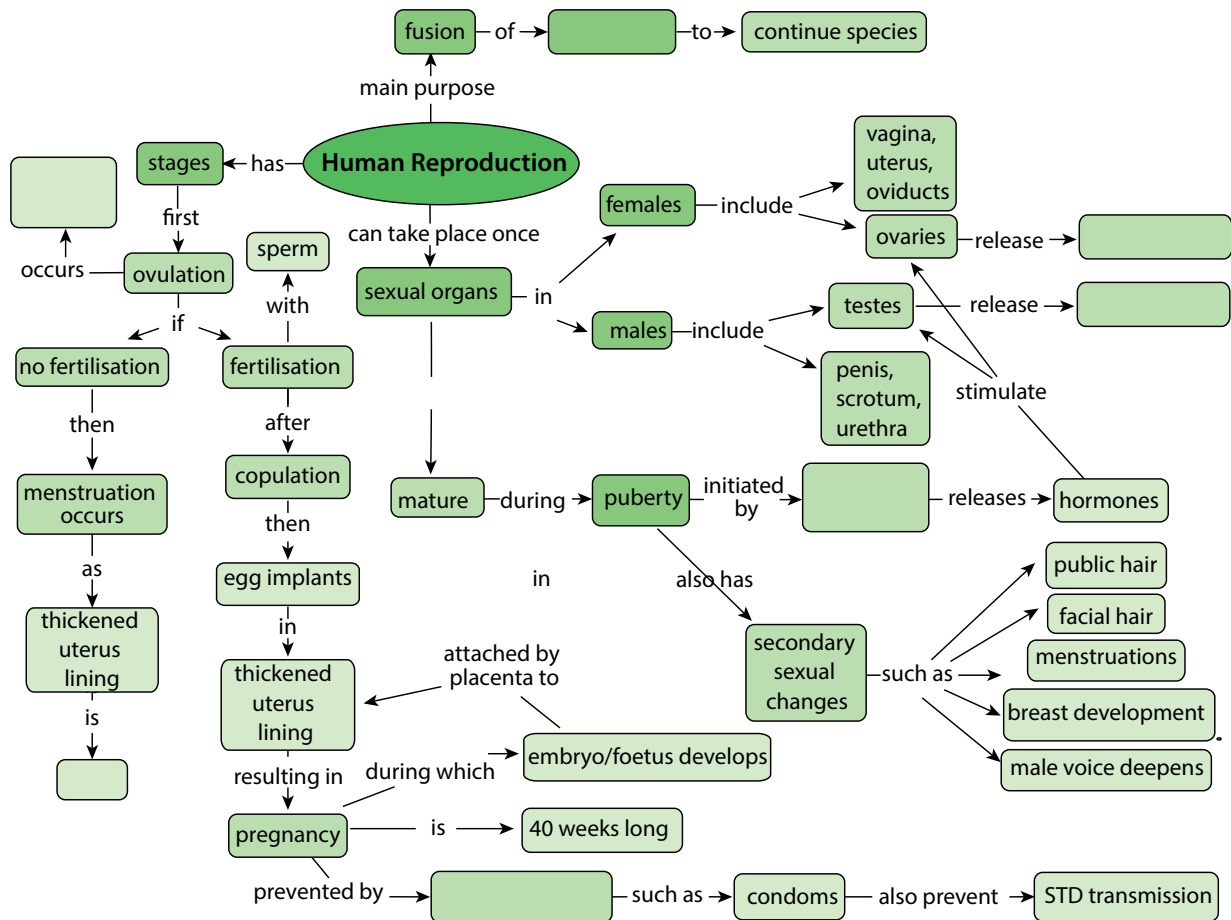 fusion
of
to
continue species
main purpose
Human Reproduction
stages
has
first
occurs
ovulation
sperm
with
if
no fertilisation
fertilisation
then
after
menstruation
occurs
copulation
then
as
egg implants
in
thickened
uterus
lining
thickened
uterus
lining
is
resulting in
pregnancy
during which
attached by
placenta to
embryo/foetus develops
is
40 weeks long
prevented by
such as
condoms
also prevent
STD transmission
can take place once
sexual organs
in
females
include
vagina,
uterus,
oviducts
ovaries
release
males
include
testes
release
penis,
scrotum,
urethra
stimulate
mature
during
puberty
initiated
by
releases
hormones
in
also has
secondary
sexual
changes
such as
public hair
facial hair
menstruations
breast development
male voice deepens